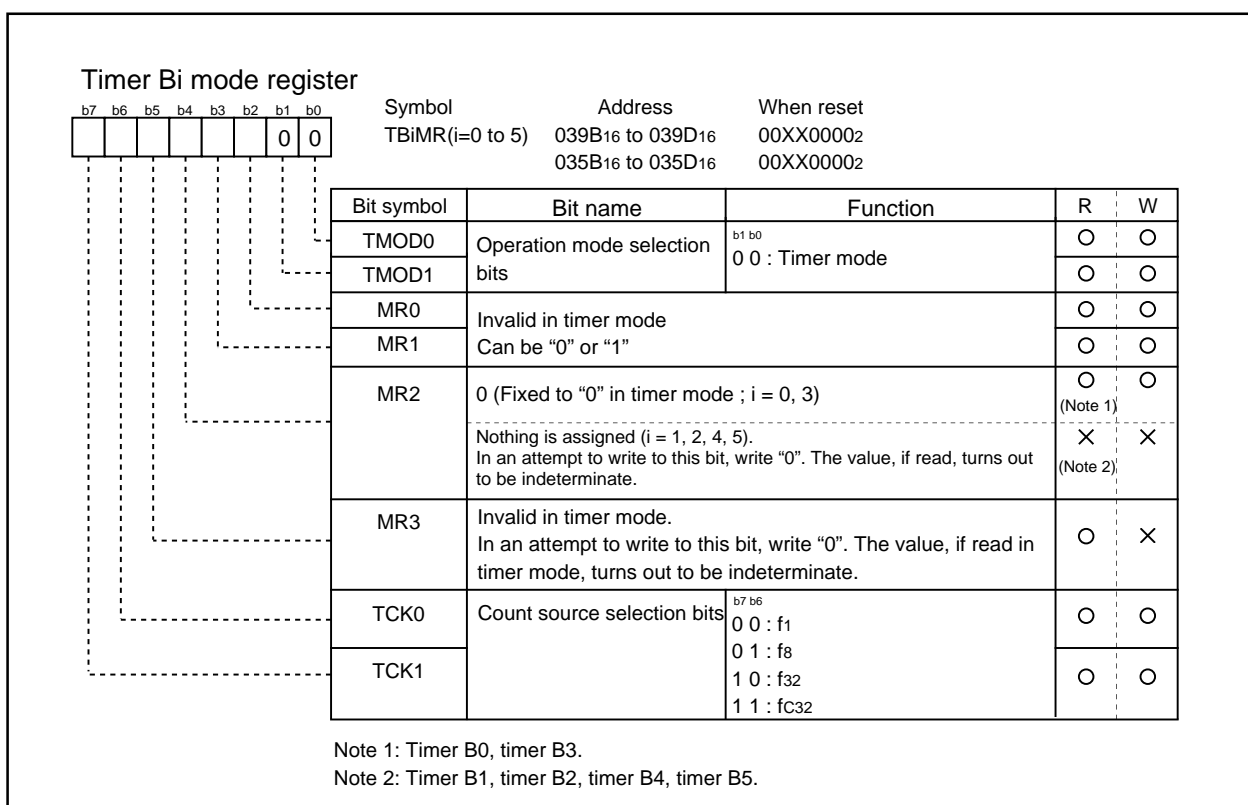 Timer Bi mode register
b7 b6 b5 b4 b3 b2 b1 b0
0 0
Symbol Address When reset
TBiMR(i=0 to 5) 039B16 to 039D16 00XX00002
035B16 to 035D16 00XX00002
Bit symbol Bit name Function R W
TMOD0 Operation mode selection bits b1 b0
0 0 : Timer mode
TMOD1
MR0 Invalid in timer mode
MR1 Can be “0” or “1”
MR2 0 (Fixed to “0” in timer mode ; i = 0, 3) (Note 1)
Nothing is assigned (i = 1, 2, 4, 5).
In an attempt to write to this bit, write “0”. The value, if read, turns out (Note 2)
to be indeterminate.
MR3 Invalid in timer mode.
In an attempt to write to this bit, write “0”. The value, if read in
timer mode, turns out to be indeterminate.
TCK0 Count source selection bits b7 b6
0 0 : f1
0 1 : f8
TCK1 1 0 : f32
1 1 : fC32
Note 1: Timer B0, timer B3.
Note 2: Timer B1, timer B2, timer B4, timer B5.